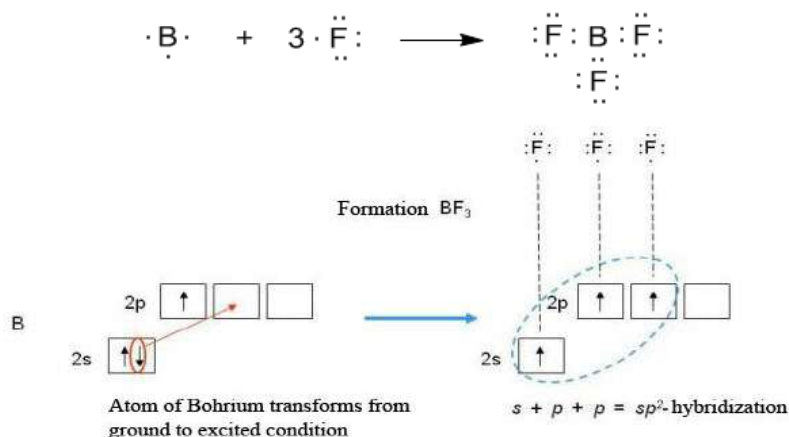 · B · + 3 · F : → : F : B : F :
: F :
: F : : F : : F :
Formation BF₃
2p ↑ 2p ↑ ↑
B
2s ↑ ↓ 2s ↑
Atom of Bohrium transforms from
ground to excited condition
s + p + p = sp²-hybridization